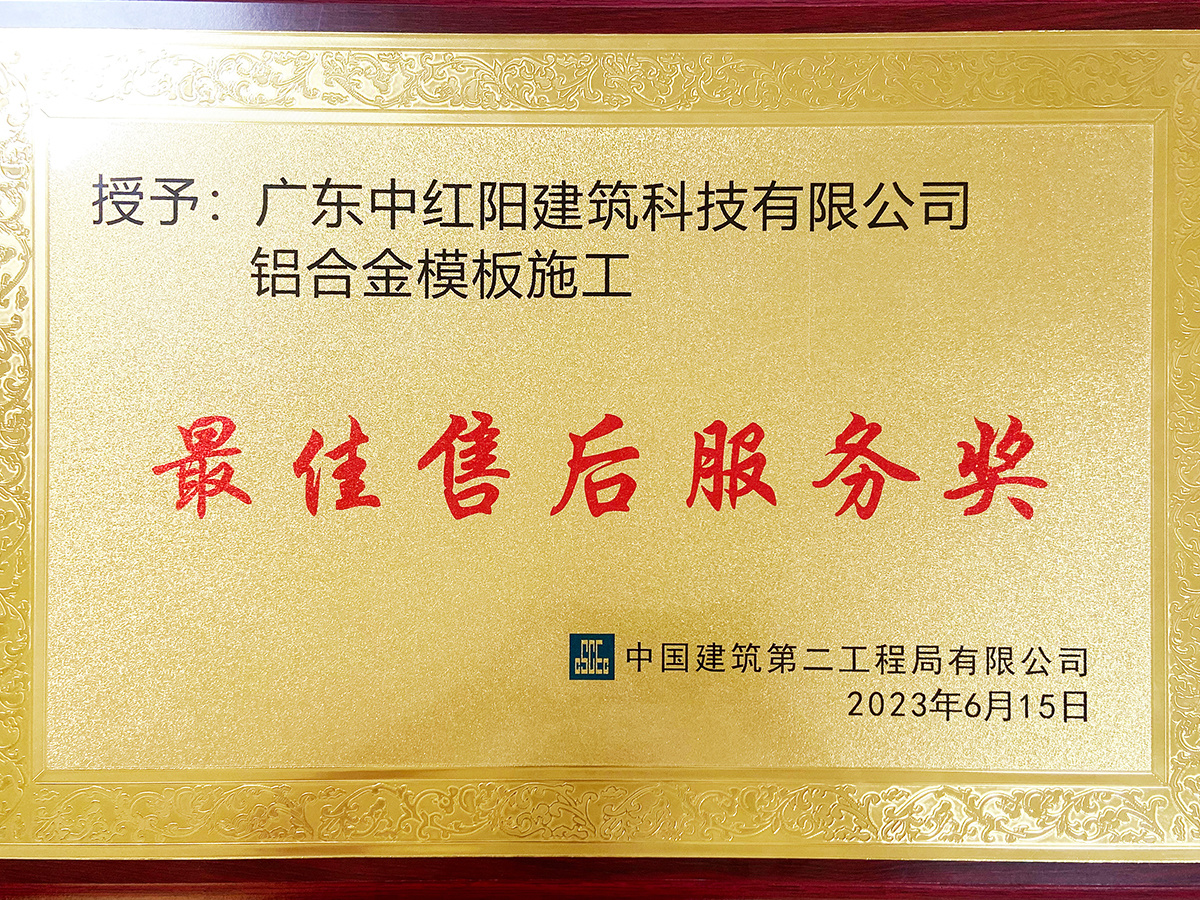 授予：广东中红阳建筑科技有限公司
铝合金模板施工
最佳售后服务奖
CSCEC 中国建筑第二工程局有限公司
2023年6月15日